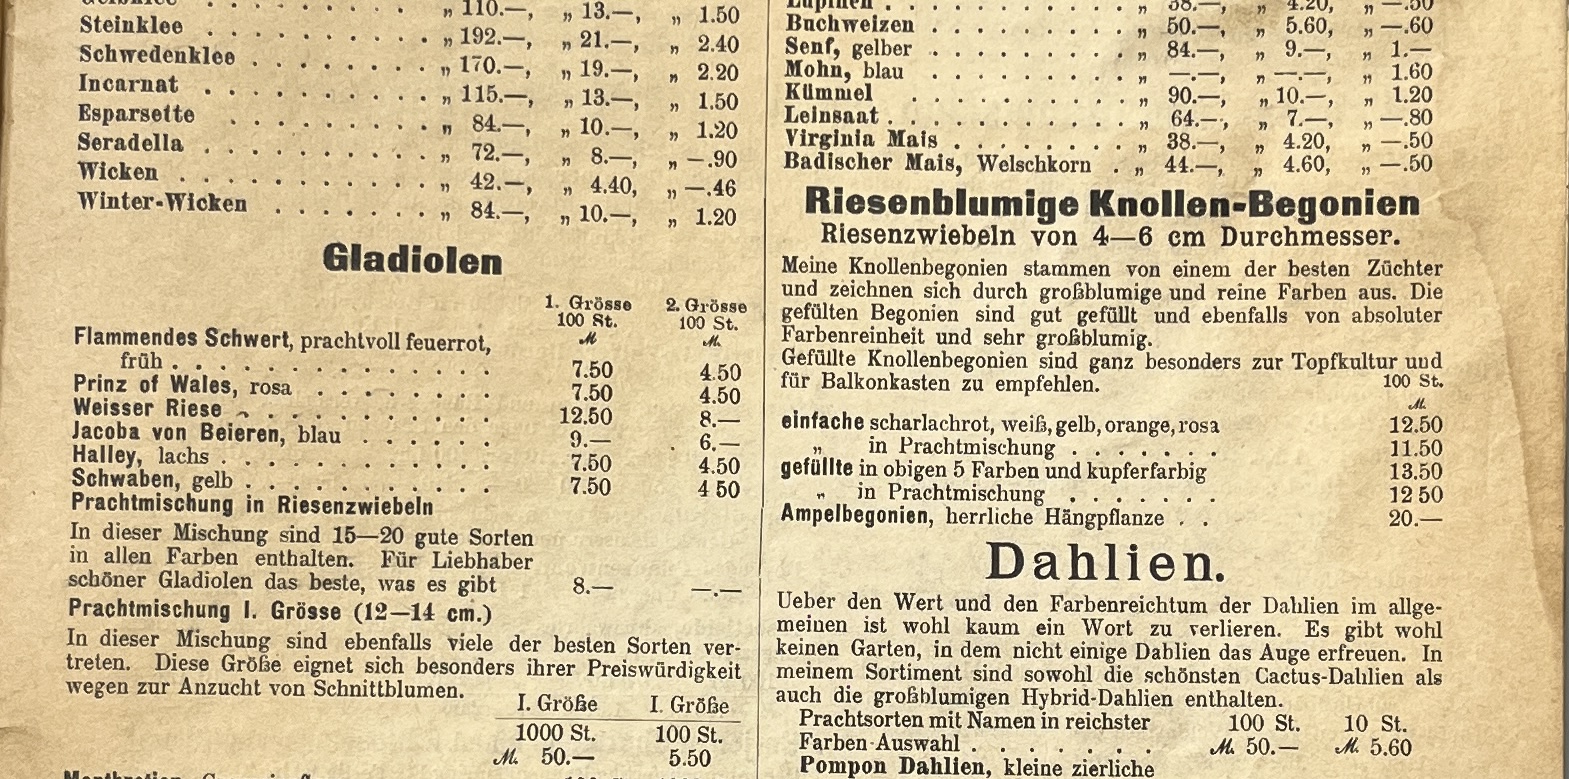 „ 110.—, „ 13.—, „ 1.50
Steinklee . . . . . . . . . „ 192.—, „ 21.—, „ 2.40
Schwedenklee . . . . . . . . „ 170.—, „ 19.—, „ 2.20
Incarnat . . . . . . . . . . „ 115.—, „ 13.—, „ 1.50
Esparsette . . . . . . . . . „ 84.—, „ 10.—, „ 1.20
Seradella . . . . . . . . . „ 72.—, „ 8.—, „ —.90
Wicken . . . . . . . . . . „ 42.—, „ 4.40, „ —.46
Winter-Wicken . . . . . . . „ 84.—, „ 10.—, „ 1.20
Gladiolen
1. Grösse 2. Grösse
100 St. 100 St.
M. M.
Flammendes Schwert, prachtvoll feuerrot,
früh . . . . . . . . . . . . . 7.50 4.50
Prinz of Wales, rosa . . . . . . . 7.50 4.50
Weisser Riese . . . . . . . . . . 12.50 8.—
Jacoba von Beieren, blau . . . . . . 9.— 6.—
Halley, lachs . . . . . . . . . . . 7.50 4.50
Schwaben, gelb . . . . . . . . . . 7.50 4 50
Prachtmischung in Riesenzwiebeln
In dieser Mischung sind 15—20 gute Sorten
in allen Farben enthalten. Für Liebhaber
schöner Gladiolen das beste, was es gibt 8.— —.—
Prachtmischung I. Grösse (12—14 cm.)
In dieser Mischung sind ebenfalls viele der besten Sorten ver-
treten. Diese Größe eignet sich besonders ihrer Preiswürdigkeit
wegen zur Anzucht von Schnittblumen.
I. Größe I. Größe
1000 St. 100 St.
M. 50.— 5.50
Lupinen . . . . . . . . . . „ 38.—, „ 4.20, „ —.50
Buchweizen . . . . . . . . . „ 50.—, „ 5.60, „ —.60
Senf, gelber . . . . . . . . . „ 84.—, „ 9.—, „ 1.—
Mohn, blau . . . . . . . . . „ —.—, „ —.—, „ 1.60
Kümmel . . . . . . . . . . „ 90.—, „ 10.—, „ 1.20
Leinsaat . . . . . . . . . . . „ 64.—, „ 7.—, „ —.80
Virginia Mais . . . . . . . . „ 38.—, „ 4.20, „ —.50
Badischer Mais, Welschkorn . „ 44.—, „ 4.60, „ —.50
Riesenblumige Knollen-Begonien
Riesenzwiebeln von 4—6 cm Durchmesser.
Meine Knollenbegonien stammen von einem der besten Züchter
und zeichnen sich durch großblumige und reine Farben aus. Die
gefülten Begonien sind gut gefüllt und ebenfalls von absoluter
Farbenreinheit und sehr großblumig.
Gefüllte Knollenbegonien sind ganz besonders zur Topfkultur und
für Balkonkasten zu empfehlen. 100 St.
M.
einfache scharlachrot, weiß, gelb, orange, rosa 12.50
„ in Prachtmischung . . . . . . . 11.50
gefüllte in obigen 5 Farben und kupferfarbig 13.50
„ in Prachtmischung . . . . . . . 12 50
Ampelbegonien, herrliche Hängpflanze . . 20.—
Dahlien.
Ueber den Wert und den Farbenreichtum der Dahlien im allge-
meinen ist wohl kaum ein Wort zu verlieren. Es gibt wohl
keinen Garten, in dem nicht einige Dahlien das Auge erfreuen. In
meinem Sortiment sind sowohl die schönsten Cactus-Dahlien als
auch die großblumigen Hybrid-Dahlien enthalten.
Prachtsorten mit Namen in reichster 100 St. 10 St.
Farben-Auswahl . . . . . . . M. 50.— M. 5.60
Pompon Dahlien, kleine zierliche